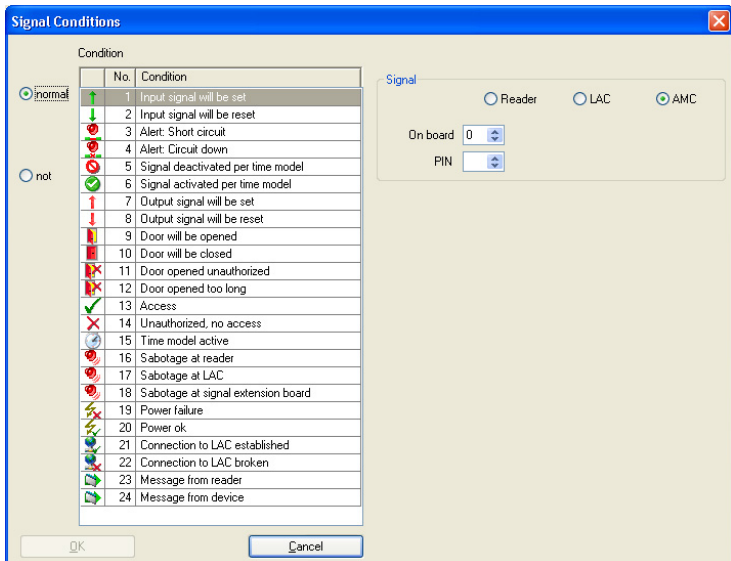 Signal Conditions
Condition
normal
not
No. Condition
1 Input signal will be set
2 Input signal will be reset
3 Alert: Short circuit
4 Alert: Circuit down
5 Signal deactivated per time model
6 Signal activated per time model
7 Output signal will be set
8 Output signal will be reset
9 Door will be opened
10 Door will be closed
11 Door opened unauthorized
12 Door opened too long
13 Access
14 Unauthorized, no access
15 Time model active
16 Sabotage at reader
17 Sabotage at LAC
18 Sabotage at signal extension board
19 Power failure
20 Power ok
21 Connection to LAC established
22 Connection to LAC broken
23 Message from reader
24 Message from device
Signal
Reader LAC AMC
On board 0
PIN
OK Cancel